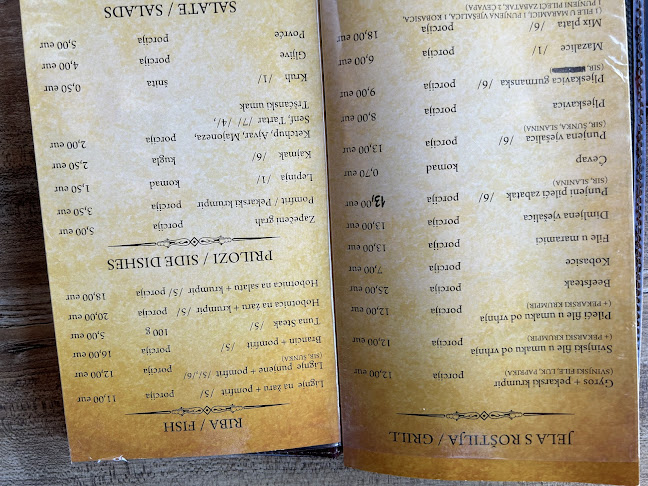 JELA S ROŠTILJA / GRILL
Gyros + pekarski krumpir porcija 12,00 eur
(SVINJSKI FILE, LUK, PAPRIKA)
Svinjski file u umaku od vrhnja porcija 12,00 eur
(+ PEKARSKI KRUMPIR)
Pileći file u umaku od vrhnja porcija 12,00 eur
(+ PEKARSKI KRUMPIR)
Beefsteak porcija 25,00 eur
Kobasice porcija 7,00 eur
File u maramici porcija 13,00 eur
Dimljena vješalica porcija 13,00 eur
Punjeni pileći zabatak /6/ porcija 13,00 eur
(SIR, SLANINA)
Ćevap komad 0,70 eur
Punjena vješalica /6/ porcija 13,00 eur
(SIR, ŠUNKA, SLANINA)
Pljeskavica porcija 8,00 eur
Pljeskavica gurmanska /6/ porcija 9,00 eur
(SIR,
Mazalice /1/ porcija 6,00 eur
Mix plata /6/ porcija 18,00 eur
(1 FILE U MARAMICI, 1 PUNJENA VJEŠALICA, 1 KOBASICA,
1 PUNJENI PILEĆI ZABATAK, 2 ĆEVAPA)
RIBA / FISH
Lignje na žaru + pomfrit /5/ porcija 11,00 eur
Lignje punjene + pomfrit /5/,/6/ porcija 12,00 eur
(SIR, ŠUNKA)
Brancin + pomfrit /5/ porcija 16,00 eur
Tuna Steak /5/ 100 g 5,00 eur
Hobotnica na žaru + krumpir /5/ porcija 20,00 eur
Hobotnica na salatu + krumpir /5/ porcija 18,00 eur
PRILOZI / SIDE DISHES
Zapečeni grah porcija 5,00 eur
Pomfrit / Pekarski krumpir porcija 3,50 eur
Lepinja /1/ komad 1,50 eur
Kajmak /6/ kugla 2,50 eur
Ketchup, Ajvar, Majoneza, porcija 2,00 eur
Senf, Tartar /7/ /4/,
Tršćanski umak
Kruh /1/ šnita 0,50 eur
Gljive porcija 4,00 eur
Povrće porcija 5,00 eur
SALATE / SALADS